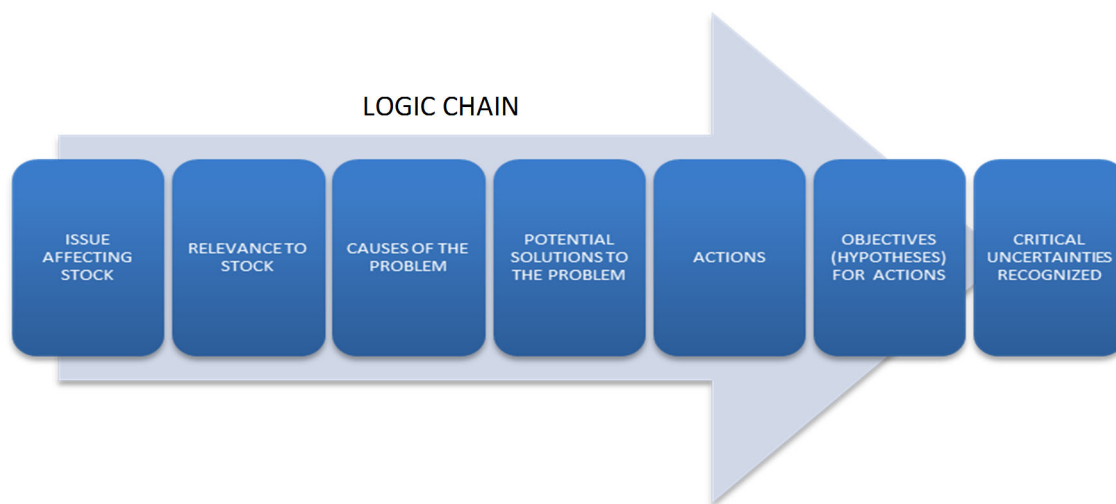 LOGIC CHAIN
ISSUE
AFFECTING
STOCK
RELEVANCE TO
STOCK
CAUSES OF THE
PROBLEM
POTENTIAL
SOLUTIONS TO
THE PROBLEM
ACTIONS
OBJECTIVES
(HYPOTHESES)
FOR ACTIONS
CRITICAL
UNCERTAINTIES
RECOGNIZED